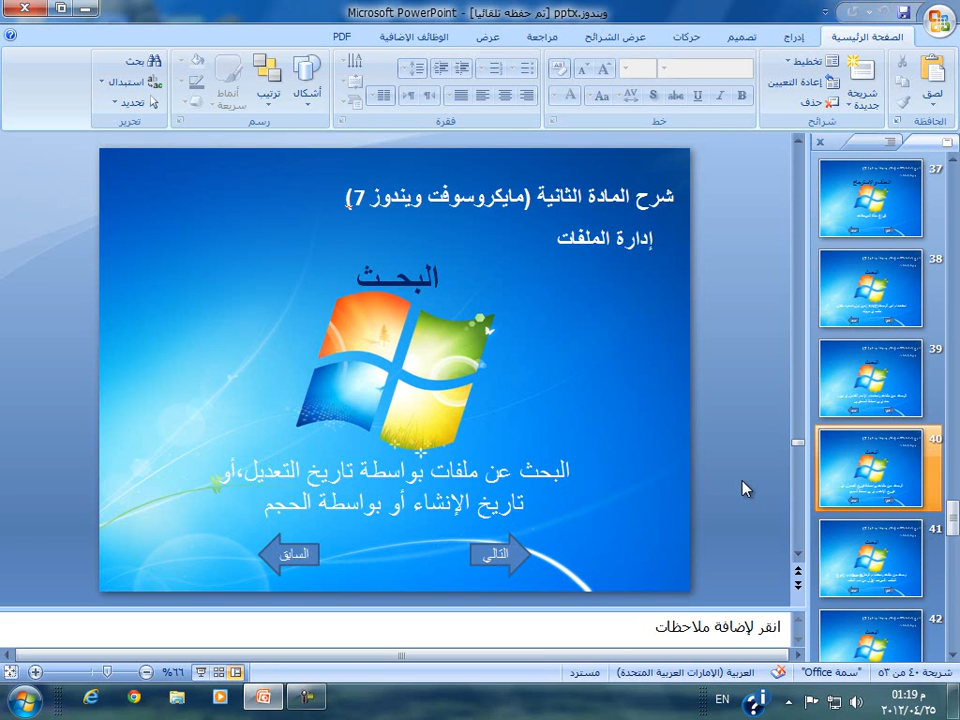 ويندوز.pptx [تم حفظه تلقائيا] - Microsoft PowerPoint
الصفحة الرئيسية
إدراج
تصميم
حركات
عرض الشرائح
مراجعة
عرض
الوظائف الإضافية
PDF
لصق
الحافظة
شريحة جديدة
تخطيط
إعادة التعيين
حذف
شرائح
خط
فقرة
أشكال
ترتيب
أنماط سريعة
رسم
بحث
استبدال
تحديد
تحرير
شرح المادة الثانية (مايكروسوفت ويندوز 7)
إدارة الملفات
البحـــث
البحث عن ملفات بواسطة تاريخ التعديل،أو
تاريخ الإنشاء أو بواسطة الحجم
السابق
التالي
37
38
39
40
41
42
انقر لإضافة ملاحظات
شريحة ٤٠ من ٥٣
"سمة Office"
العربية (الإمارات العربية المتحدة)
مسترد
٦٦%
EN
01:19 م
٢٠١٢/٠٤/٢٥